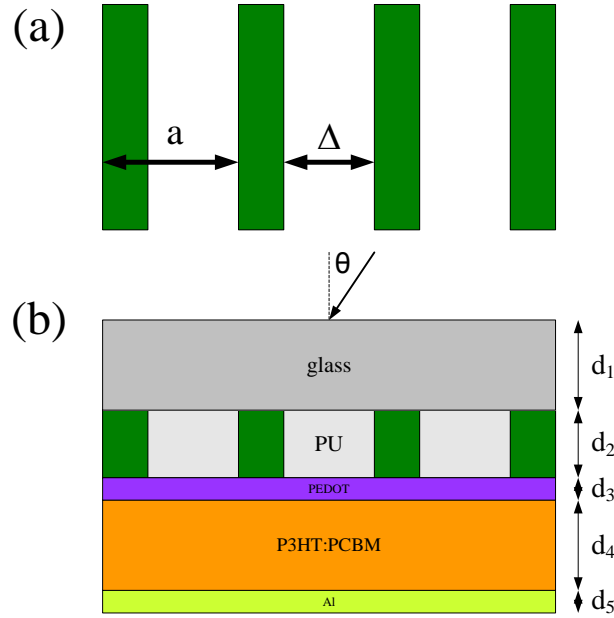 (a)
a
Δ
θ
(b)
glass
d1
PU
d2
PEDOT
d3
P3HT:PCBM
d4
Al
d5